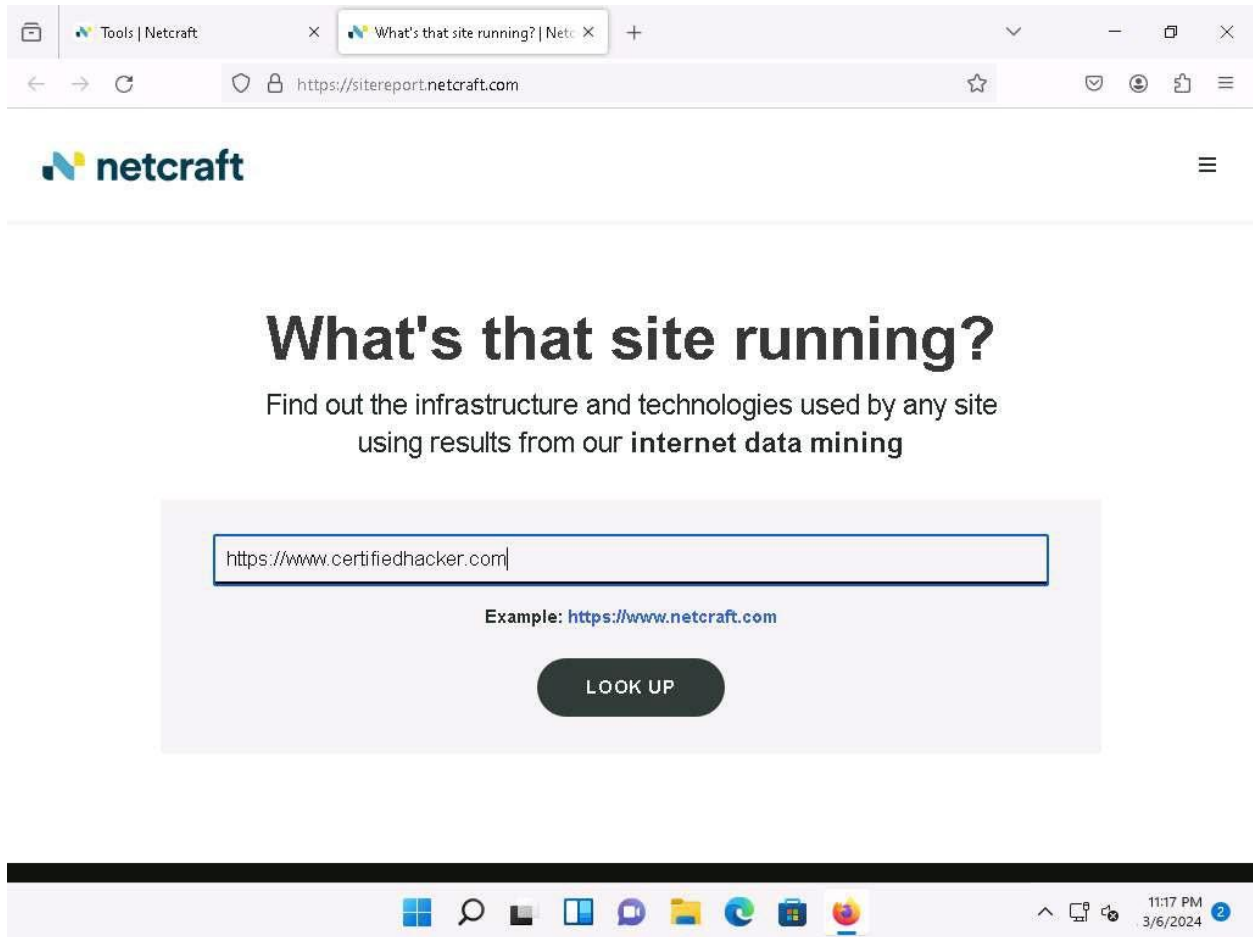 Tools | Netcraft
What's that site running? | Netc
https://sitereport.netcraft.com
netcraft
What's that site running?
Find out the infrastructure and technologies used by any site
using results from our internet data mining
https://www.certifiedhacker.com
Example: https://www.netcraft.com
LOOK UP
11:17 PM
3/6/2024
2